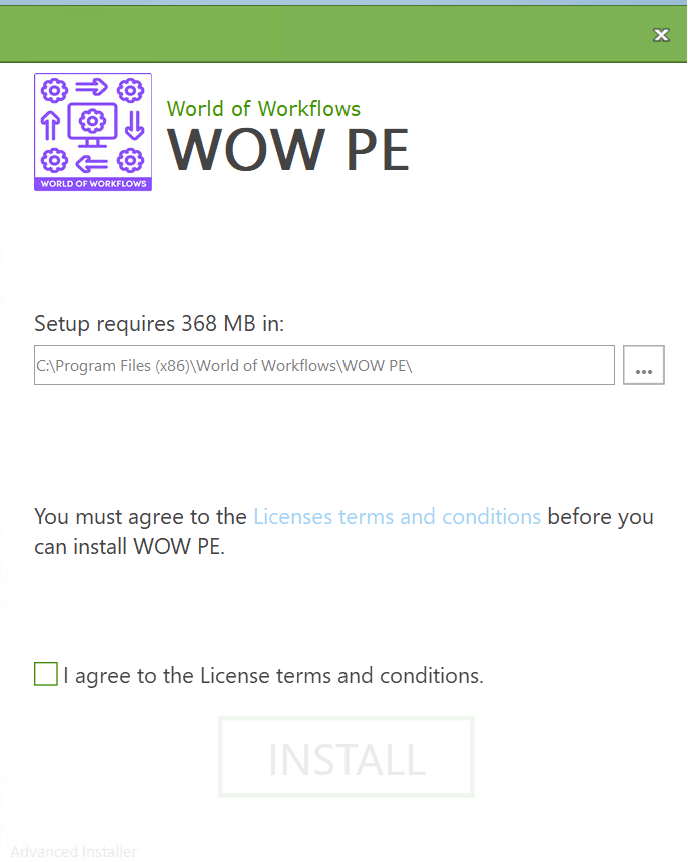 World of Workflows
WOW PE
WORLD OF WORKFLOWS
Setup requires 368 MB in:
C:\Program Files (x86)\World of Workflows\WOW PE\
...
You must agree to the Licenses terms and conditions before you
can install WOW PE.
I agree to the License terms and conditions.
INSTALL
Advanced Installer